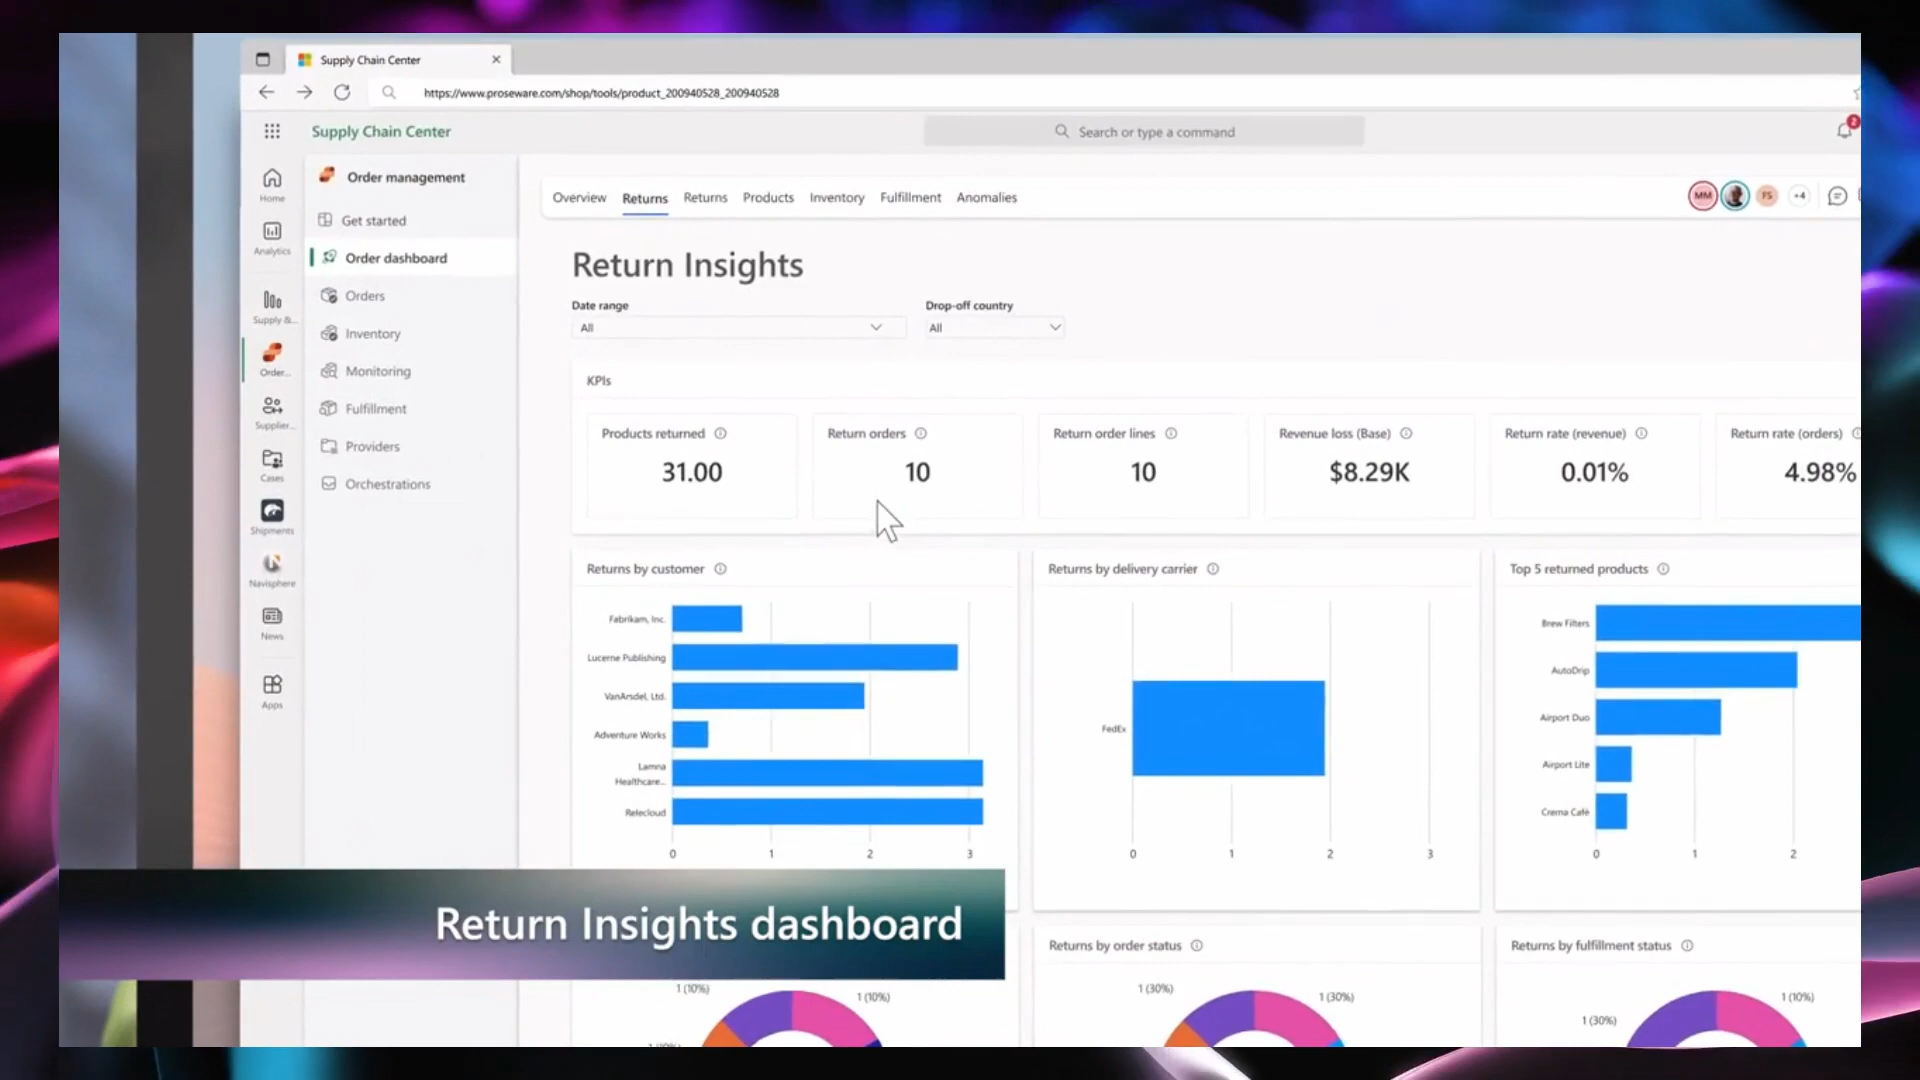 Supply Chain Center
https://www.proseware.com/shop/tools/product_200940528_200940528
Supply Chain Center
Search or type a command
2
Home
Analytics
Supply &...
Order...
Supplier...
Cases
Shipments
Navisphere
News
Apps
Order management
Get started
Order dashboard
Orders
Inventory
Monitoring
Fulfillment
Providers
Orchestrations
Overview Returns Returns Products Inventory Fulfillment Anomalies
MM FS +4
Return Insights
Date range Drop-off country
All All
KPIs
Products returned Return orders Return order lines Revenue loss (Base) Return rate (revenue) Return rate (orders)
31.00 10 10 $8.29K 0.01% 4.98%
Returns by customer
Fabrikam, Inc.
Lucerne Publishing
VanArsdel, Ltd.
Adventure Works
Lamna
Healthcare...
Relecloud
0 1 2 3
Returns by delivery carrier
FedEx
0 1 2 3
Top 5 returned products
Brew Filters
AutoDrip
Airport Duo
Airport Lite
Crema Café
0 1 2
Return Insights dashboard
1 (10%) 1 (10%)
Returns by order status
1 (30%) 1 (30%)
Returns by fulfillment status
1 (10%)
1 (30%)